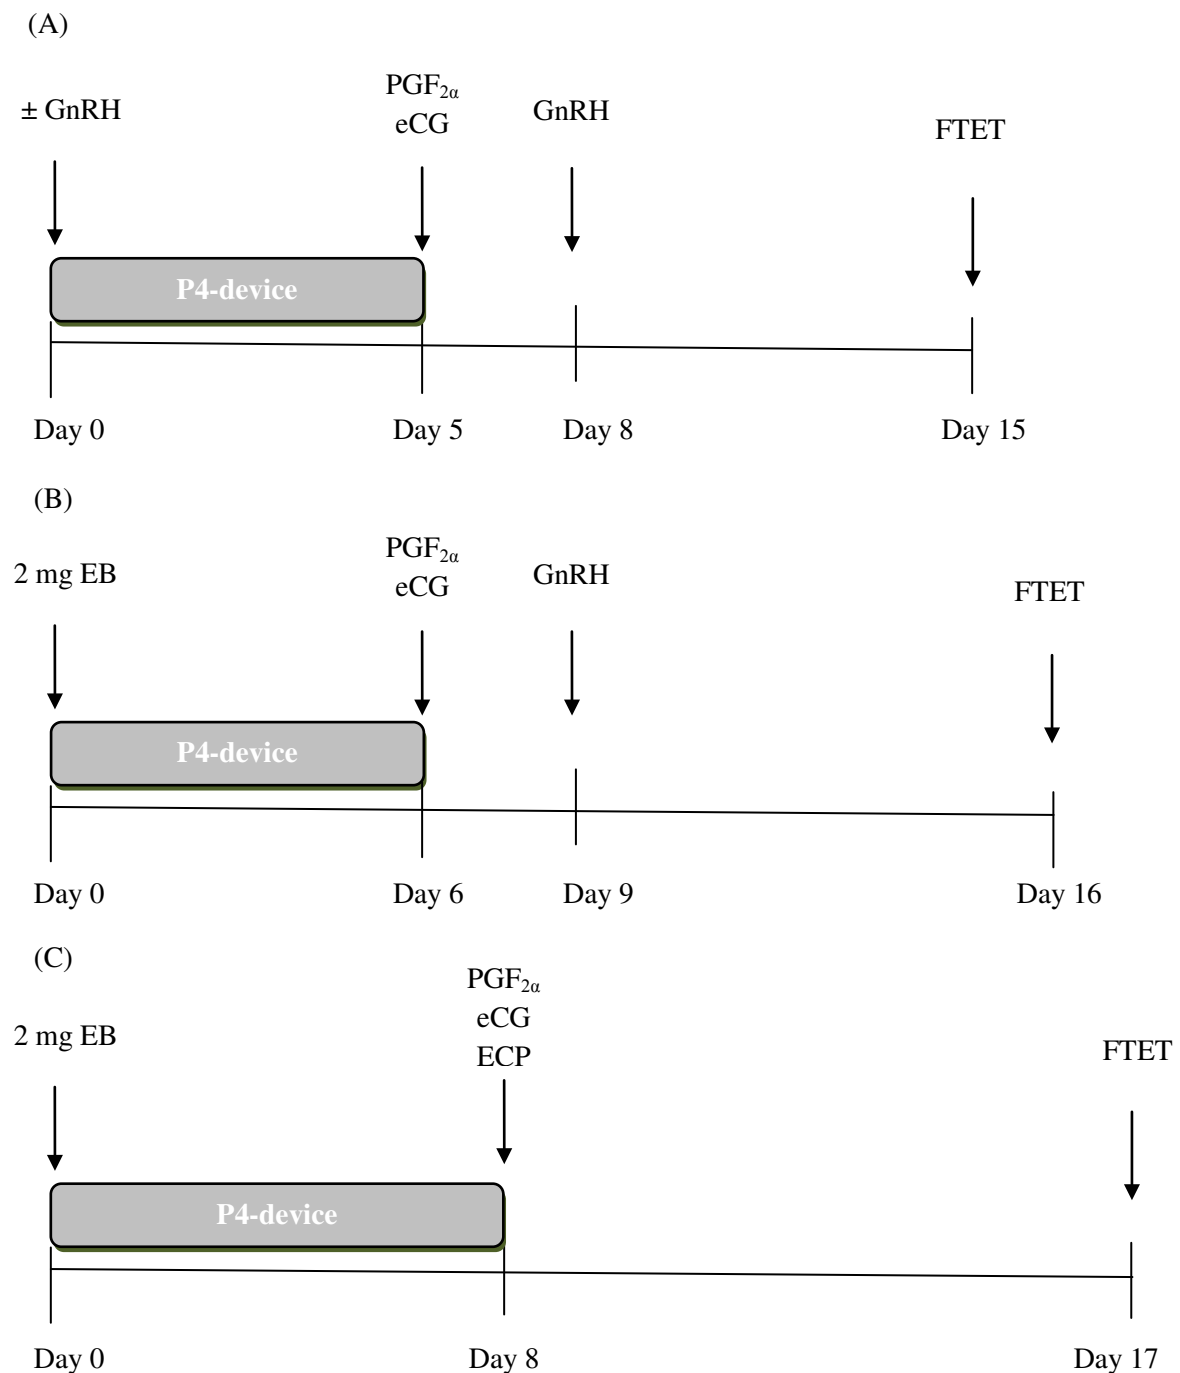 (A)
± GnRH
PGF2α
eCG
GnRH
FTET
P4-device
Day 0
Day 5
Day 8
Day 15
(B)
2 mg EB
PGF2α
eCG
GnRH
FTET
P4-device
Day 0
Day 6
Day 9
Day 16
(C)
2 mg EB
PGF2α
eCG
ECP
FTET
P4-device
Day 0
Day 8
Day 17